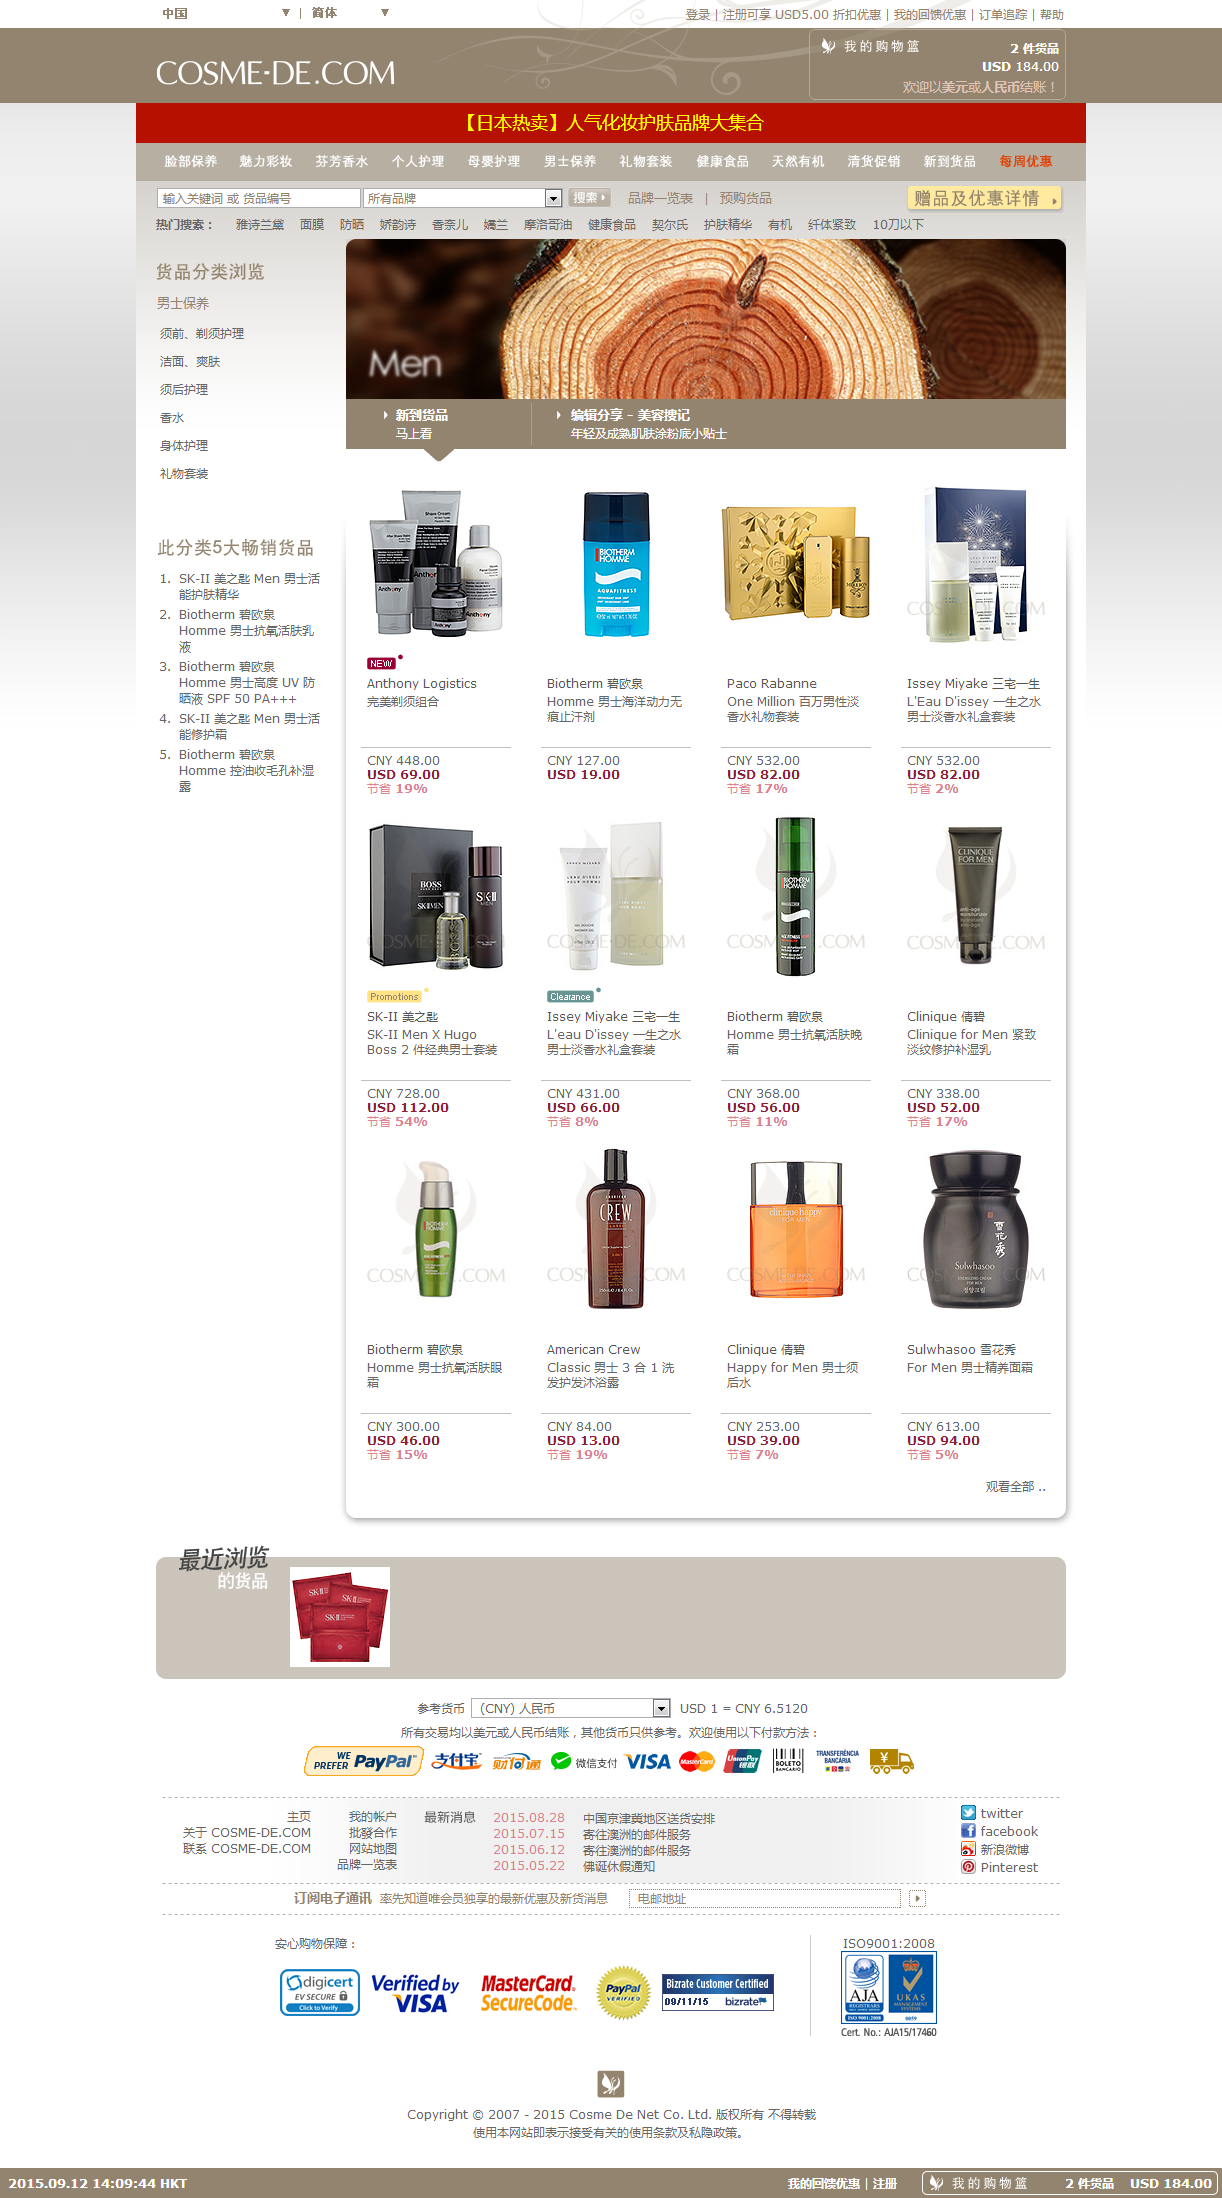 中国 ▼ | 简体 ▼
登录 | 注册可享 USD5.00 折扣优惠 | 我的回馈优惠 | 订单追踪 | 帮助
COSME-DE.COM
我的购物篮 2 件货品
USD 184.00
欢迎以美元或人民币结账！
【日本热卖】人气化妆护肤品牌大集合
脸部保养 魅力彩妆 芬芳香水 个人护理 母婴护理 男士保养 礼物套装 健康食品 天然有机 清货促销 新到货品 每周优惠
输入关键词 或 货品编号 所有品牌 搜索 品牌一览表 | 预购货品 赠品及优惠详情
热门搜索： 雅诗兰黛 面膜 防晒 娇韵诗 香奈儿 嬌兰 摩洛哥油 健康食品 契尔氏 护肤精华 有机 纤体紧致 10刀以下
货品分类浏览
男士保养
须前、剃须护理
洁面、爽肤
须后护理
香水
身体护理
礼物套装
Men
新到货品
马上看
编辑分享 - 美容搜记
年轻及成熟肌肤涂粉底小贴士
此分类5大畅销货品
1. SK-II 美之匙 Men 男士活
能护肤精华
2. Biotherm 碧欧泉
Homme 男士抗氧活肤乳
液
3. Biotherm 碧欧泉
Homme 男士高度 UV 防
晒液 SPF 50 PA+++
4. SK-II 美之匙 Men 男士活
能修护霜
5. Biotherm 碧欧泉
Homme 控油收毛孔补湿
露
NEW
Anthony Logistics
完美剃须组合
CNY 448.00
USD 69.00
节省 19%
Biotherm 碧欧泉
Homme 男士海洋动力无
痕止汗剂
CNY 127.00
USD 19.00
Paco Rabanne
One Million 百万男性淡
香水礼物套装
CNY 532.00
USD 82.00
节省 17%
Issey Miyake 三宅一生
L'Eau D'issey 一生之水
男士淡香水礼盒套装
CNY 532.00
USD 82.00
节省 2%
Promotions
SK-II 美之匙
SK-II Men X Hugo
Boss 2 件经典男士套装
CNY 728.00
USD 112.00
节省 54%
Clearance
Issey Miyake 三宅一生
L'eau D'issey 一生之水
男士淡香水礼盒套装
CNY 431.00
USD 66.00
节省 8%
Biotherm 碧欧泉
Homme 男士抗氧活肤晚
霜
CNY 368.00
USD 56.00
节省 11%
Clinique 倩碧
Clinique for Men 紧致
淡纹修护补湿乳
CNY 338.00
USD 52.00
节省 17%
Biotherm 碧欧泉
Homme 男士抗氧活肤眼
霜
CNY 300.00
USD 46.00
节省 15%
American Crew
Classic 男士 3 合 1 洗
发护发沐浴露
CNY 84.00
USD 13.00
节省 19%
Clinique 倩碧
Happy for Men 男士须
后水
CNY 253.00
USD 39.00
节省 7%
Sulwhasoo 雪花秀
For Men 男士精养面霜
CNY 613.00
USD 94.00
节省 5%
观看全部 ..
最近浏览
的货品
参考货币 (CNY) 人民币 USD 1 = CNY 6.5120
所有交易均以美元或人民币结账，其他货币只供参考。欢迎使用以下付款方法：
WE PREFER PayPal 支付宝 财付通 微信支付 VISA MasterCard UnionPay 银联 BOLETO BANCÁRIO TRANSFERÊNCIA BANCÁRIA
主页
关于 COSME-DE.COM
联系 COSME-DE.COM
我的帐户
批發合作
网站地图
品牌一览表
最新消息
2015.08.28 中国京津冀地区送货安排
2015.07.15 寄往澳洲的邮件服务
2015.06.12 寄往澳洲的邮件服务
2015.05.22 佛诞休假通知
twitter
facebook
新浪微博
Pinterest
订阅电子通讯 率先知道唯会员独享的最新优惠及新货消息 电邮地址
安心购物保障：
digicert EV SECURE Click to Verify
Verified by VISA
MasterCard. SecureCode.
PayPal VERIFIED
Bizrate Customer Certified
09/11/15 bizrate
ISO9001:2008
AJA REGISTRARS UKAS MANAGEMENT SYSTEMS
Cert. No.: AJA15/17460
Copyright © 2007 - 2015 Cosme De Net Co. Ltd. 版权所有 不得转载
使用本网站即表示接受有关的使用条款及私隐政策。
2015.09.12 14:09:44 HKT 我的回馈优惠 | 注册 我的购物篮 2 件货品 USD 184.00